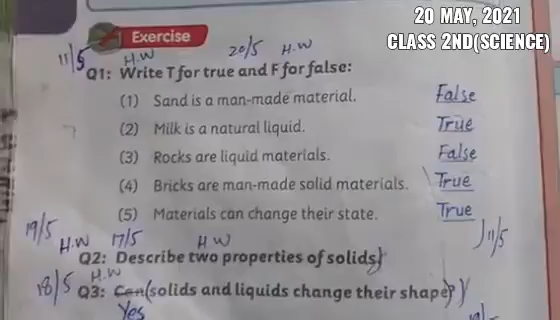 20 MAY, 2021
CLASS 2ND(SCIENCE)
Exercise
11/5 H.W 20/5 H.W
Q1: Write T for true and F for false:
(1) Sand is a man-made material. False
(2) Milk is a natural liquid. True
(3) Rocks are liquid materials. False
(4) Bricks are man-made solid materials. True
(5) Materials can change their state. True
19/5 H.W 17/5 H W 11/5
Q2: Describe two properties of solids)
18/5 H.W
Q3: Can (solids and liquids change their shape?)
Yes